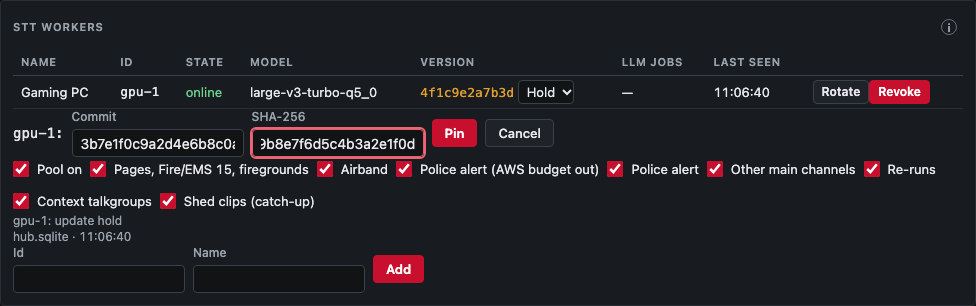 STT WORKERS
NAME ID STATE MODEL VERSION LLM JOBS LAST SEEN
Gaming PC gpu-1 online large-v3-turbo-q5_0 4f1c9e2a7b3d Hold — 11:06:40 Rotate Revoke
Commit SHA-256
gpu-1: 3b7e1f0c9a2d4e6b8c0a 9b8e7f6d5c4b3a2e1f0d Pin Cancel
Pool on Pages, Fire/EMS 15, firegrounds Airband Police alert (AWS budget out) Police alert Other main channels Re-runs
Context talkgroups Shed clips (catch-up)
gpu-1: update hold
hub.sqlite · 11:06:40
Id Name
Add